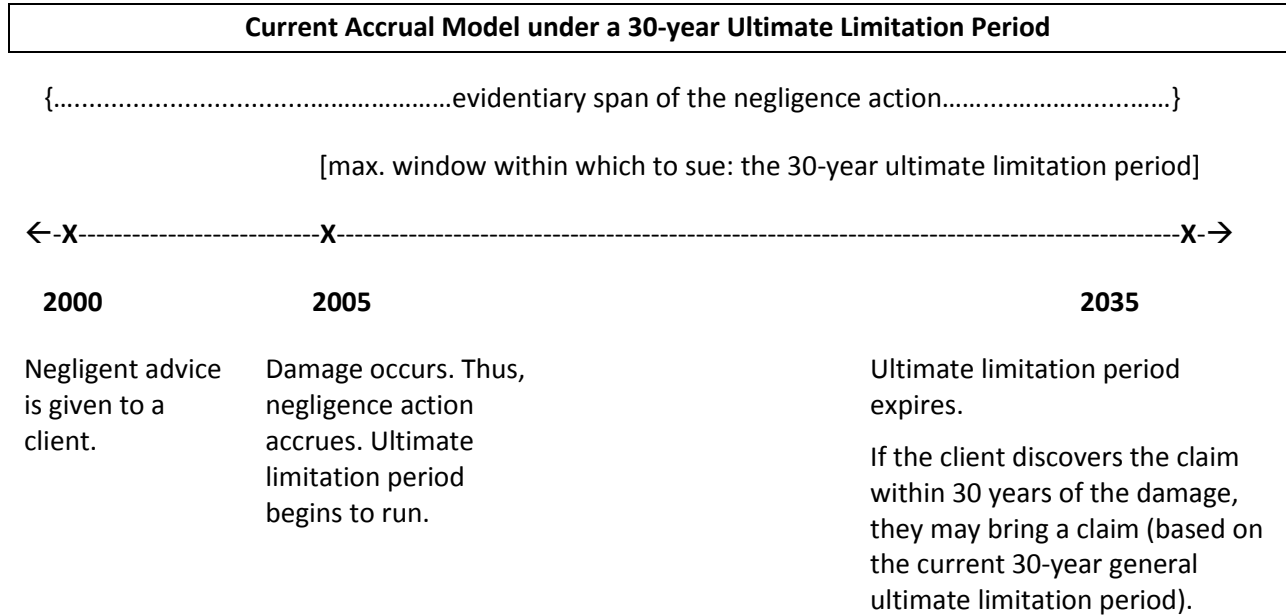 Current Accrual Model under a 30-year Ultimate Limitation Period
{…...................................…………………evidentiary span of the negligence action……....…………….....……}
[max. window within which to sue: the 30-year ultimate limitation period]
←-X---------------------------X-----------------------------------------------------------------------------------------------X-→
2000 2005 2035
Negligent advice
is given to a
client.
Damage occurs. Thus,
negligence action
accrues. Ultimate
limitation period
begins to run.
Ultimate limitation period
expires.
If the client discovers the claim
within 30 years of the damage,
they may bring a claim (based on
the current 30-year general
ultimate limitation period).